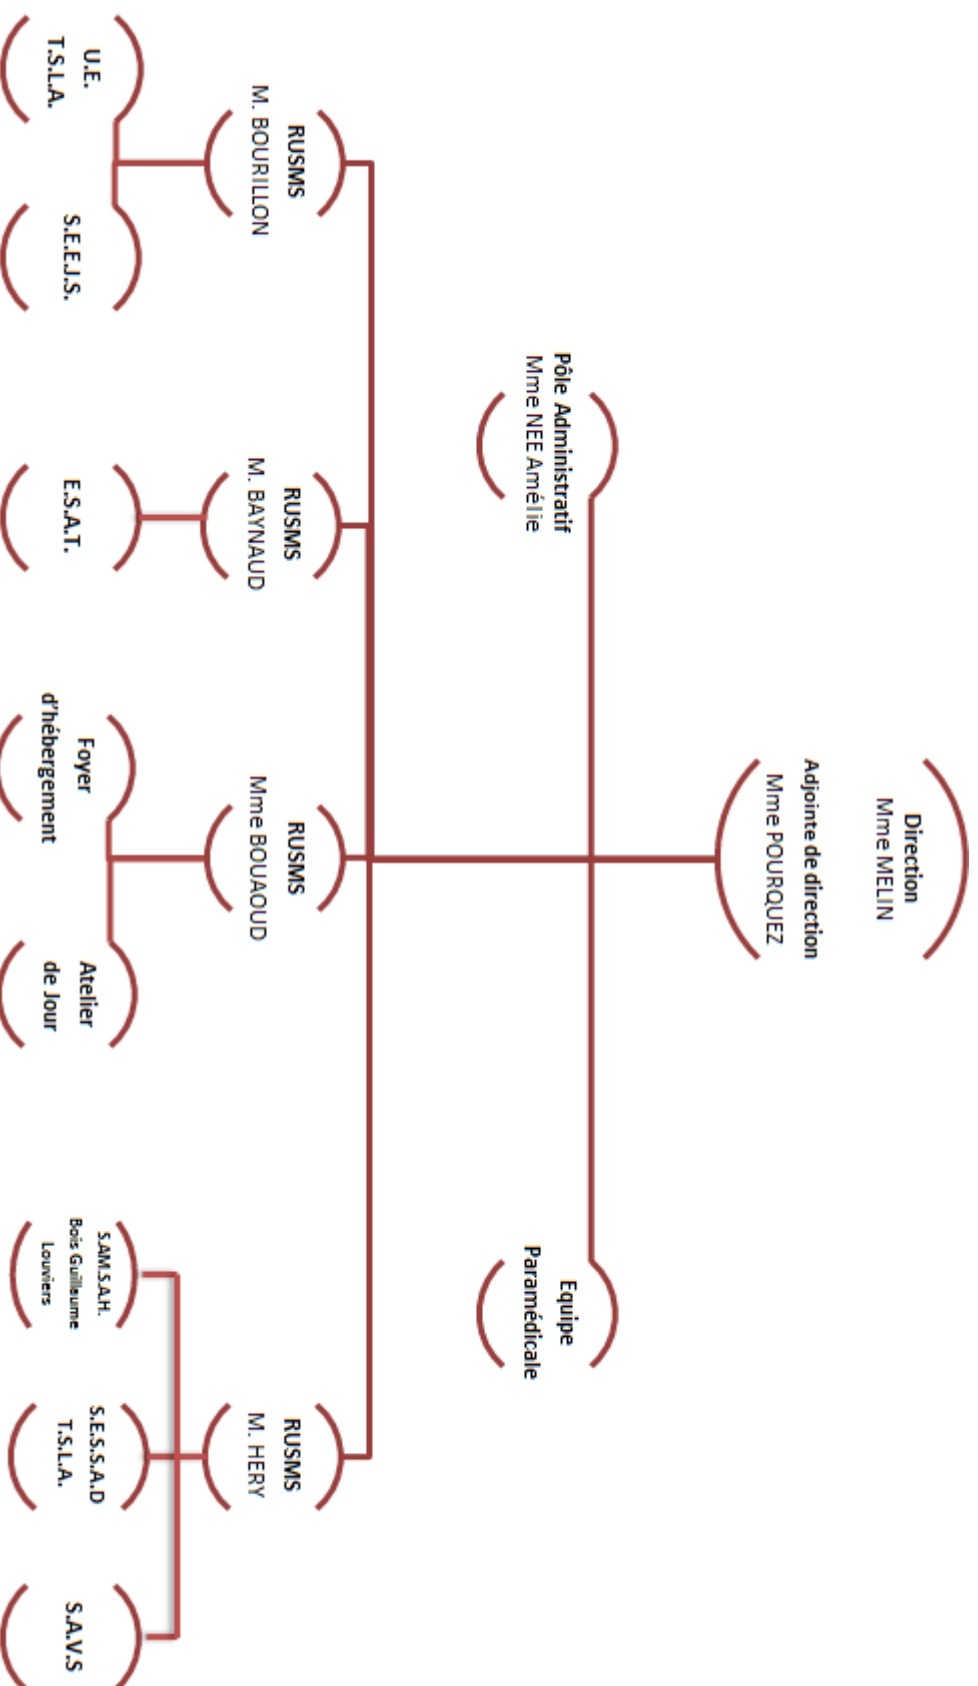 Direction
Mme MELIN
Adjointe de direction
Mme POURQUEZ
Pôle Administratif
Mme NEE Amélie
Equipe
Paramédicale
RUSMS
M. BOURILLON
RUSMS
M. BAYNAUD
RUSMS
Mme BOUAOUD
RUSMS
M. HERY
U.E.
T.S.L.A.
S.E.E.J.S.
E.S.A.T.
Foyer
d'hébergement
Atelier
de Jour
S.AM.S.A.H.
Bois Guillaume
Louviers
S.E.S.S.A.D
T.S.L.A.
S.A.V.S